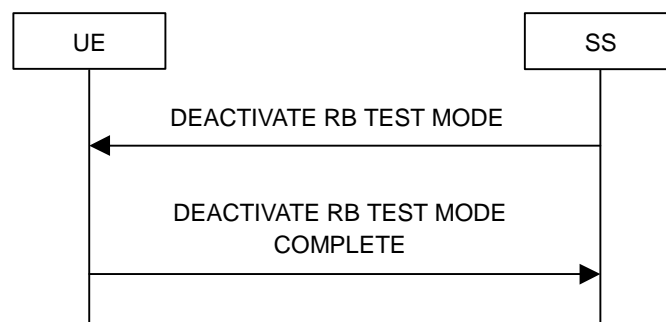 UE
SS
DEACTIVATE RB TEST MODE
DEACTIVATE RB TEST MODE
COMPLETE